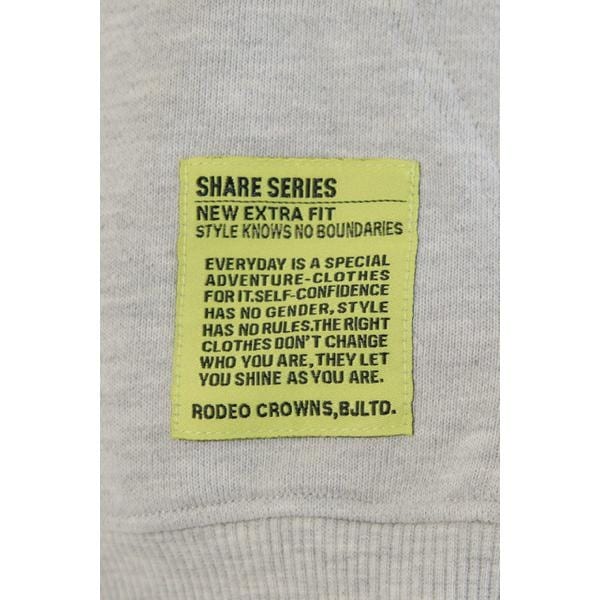 SHARE SERIES
NEW EXTRA FIT
STYLE KNOWS NO BOUNDARIES
EVERYDAY IS A SPECIAL
ADVENTURE-CLOTHES
FOR IT.SELF-CONFIDENCE
HAS NO GENDER, STYLE
HAS NO RULES.THE RIGHT
CLOTHES DON'T CHANGE
WHO YOU ARE, THEY LET
YOU SHINE AS YOU ARE.
RODEO CROWNS,BJLTD.